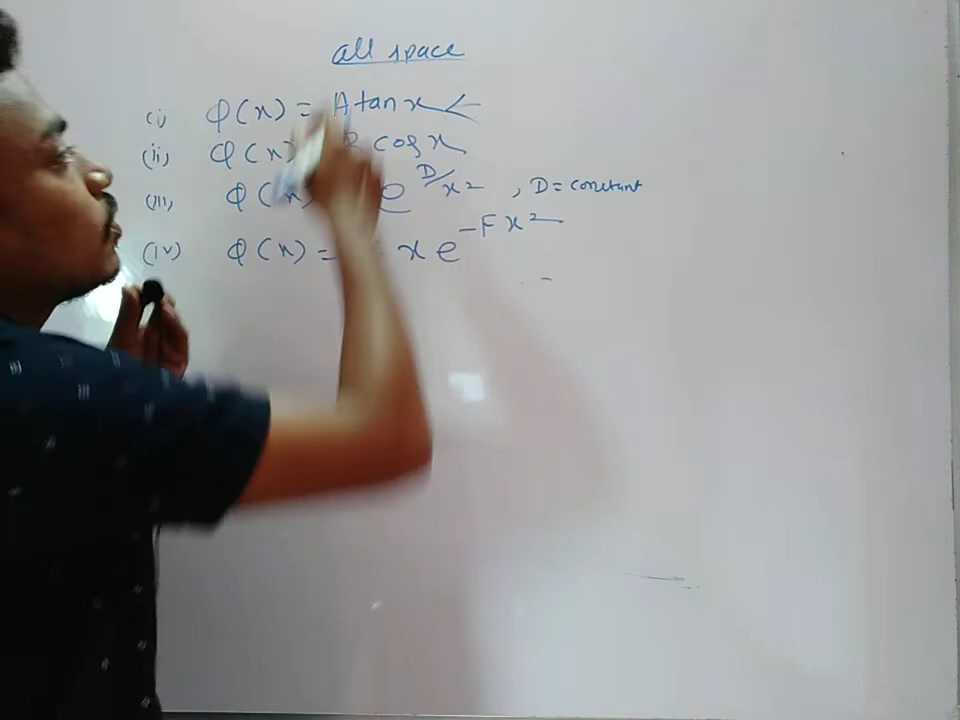 all space
(i) φ(x) = A tan x
(ii) φ(x) cos x
(iii) φ(x) e^{D/x²} , D = constant
(iv) φ(x) = x e^{-Fx²}